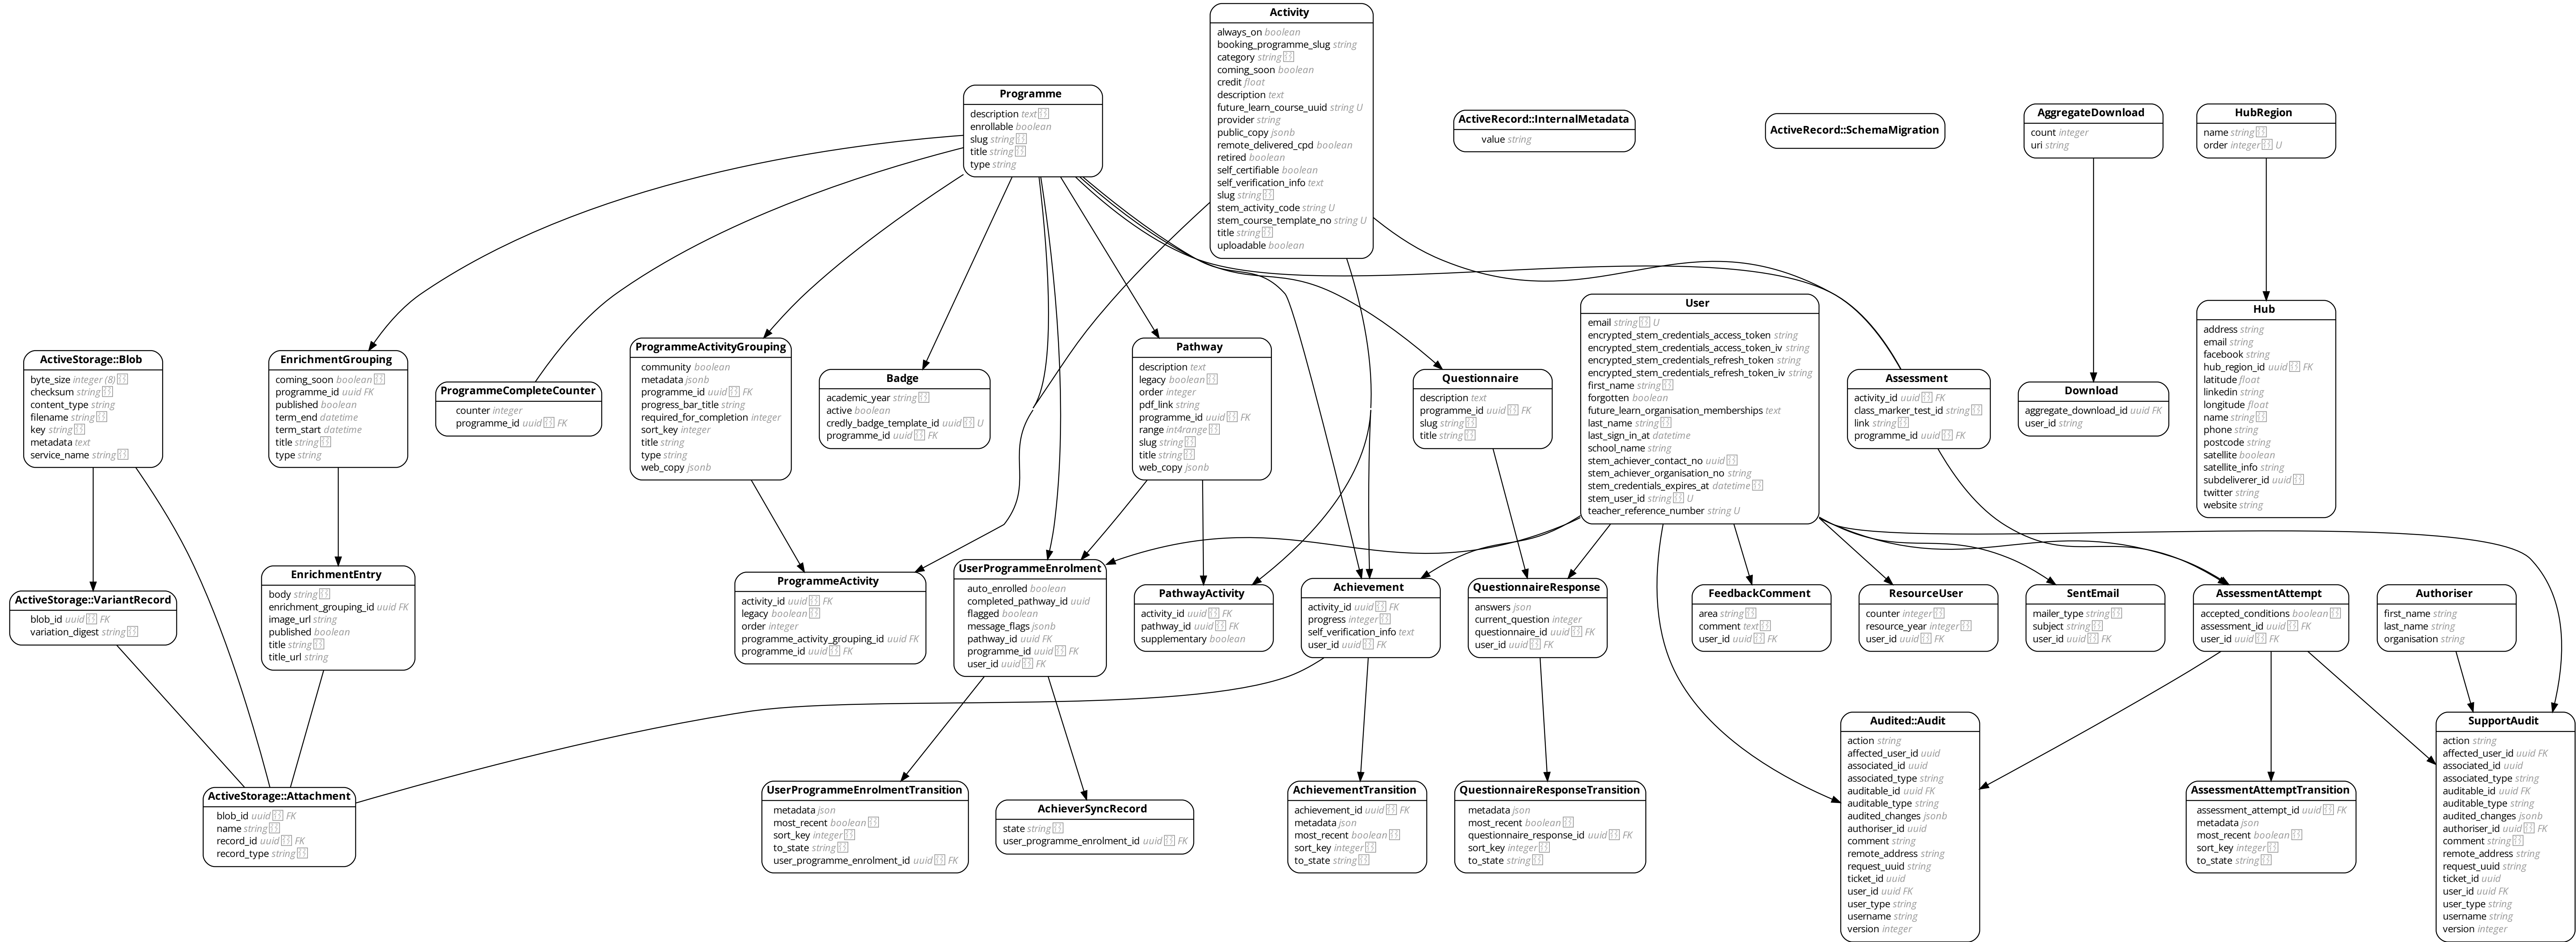 Activity
always_on boolean
booking_programme_slug string
category string
coming_soon boolean
credit float
description text
future_learn_course_uuid string U
provider string
public_copy jsonb
remote_delivered_cpd boolean
retired boolean
self_certifiable boolean
self_verification_info text
slug string
stem_activity_code string U
stem_course_template_no string U
title string
uploadable boolean
Programme
description text
enrollable boolean
slug string
title string
type string
ActiveRecord::InternalMetadata
value string
ActiveRecord::SchemaMigration
AggregateDownload
count integer
uri string
HubRegion
name string
order integer U
ActiveStorage::Blob
byte_size integer (8)
checksum string
content_type string
filename string
key string
metadata text
service_name string
EnrichmentGrouping
coming_soon boolean
programme_id uuid FK
published boolean
term_end datetime
term_start datetime
title string
type string
ProgrammeCompleteCounter
counter integer
programme_id uuid FK
ProgrammeActivityGrouping
community boolean
metadata jsonb
programme_id uuid FK
progress_bar_title string
required_for_completion integer
sort_key integer
title string
type string
web_copy jsonb
Badge
academic_year string
active boolean
credly_badge_template_id uuid U
programme_id uuid FK
Pathway
description text
legacy boolean
order integer
pdf_link string
programme_id uuid FK
range int4range
slug string
title string
web_copy jsonb
Questionnaire
description text
programme_id uuid FK
slug string
title string
User
email string U
encrypted_stem_credentials_access_token string
encrypted_stem_credentials_access_token_iv string
encrypted_stem_credentials_refresh_token string
encrypted_stem_credentials_refresh_token_iv string
first_name string
forgotten boolean
future_learn_organisation_memberships text
last_name string
last_sign_in_at datetime
school_name string
stem_achiever_contact_no uuid
stem_achiever_organisation_no string
stem_credentials_expires_at datetime
stem_user_id string U
teacher_reference_number string U
Assessment
activity_id uuid FK
class_marker_test_id string
link string
programme_id uuid FK
Download
aggregate_download_id uuid FK
user_id string
Hub
address string
email string
facebook string
hub_region_id uuid FK
latitude float
linkedin string
longitude float
name string
phone string
postcode string
satellite boolean
satellite_info string
subdeliverer_id uuid
twitter string
website string
ActiveStorage::VariantRecord
blob_id uuid FK
variation_digest string
EnrichmentEntry
body string
enrichment_grouping_id uuid FK
image_url string
published boolean
title string
title_url string
ProgrammeActivity
activity_id uuid FK
legacy boolean
order integer
programme_activity_grouping_id uuid FK
programme_id uuid FK
UserProgrammeEnrolment
auto_enrolled boolean
completed_pathway_id uuid
flagged boolean
message_flags jsonb
pathway_id uuid FK
programme_id uuid FK
user_id uuid FK
PathwayActivity
activity_id uuid FK
pathway_id uuid FK
supplementary boolean
Achievement
activity_id uuid FK
progress integer
self_verification_info text
user_id uuid FK
QuestionnaireResponse
answers json
current_question integer
questionnaire_id uuid FK
user_id uuid FK
FeedbackComment
area string
comment text
user_id uuid FK
ResourceUser
counter integer
resource_year integer
user_id uuid FK
SentEmail
mailer_type string
subject string
user_id uuid FK
AssessmentAttempt
accepted_conditions boolean
assessment_id uuid FK
user_id uuid FK
Authoriser
first_name string
last_name string
organisation string
ActiveStorage::Attachment
blob_id uuid FK
name string
record_id uuid FK
record_type string
UserProgrammeEnrolmentTransition
metadata json
most_recent boolean
sort_key integer
to_state string
user_programme_enrolment_id uuid FK
AchieverSyncRecord
state string
user_programme_enrolment_id uuid FK
AchievementTransition
achievement_id uuid FK
metadata json
most_recent boolean
sort_key integer
to_state string
QuestionnaireResponseTransition
metadata json
most_recent boolean
questionnaire_response_id uuid FK
sort_key integer
to_state string
Audited::Audit
action string
affected_user_id uuid
associated_id uuid
associated_type string
auditable_id uuid FK
auditable_type string
audited_changes jsonb
authoriser_id uuid
comment string
remote_address string
request_uuid string
ticket_id uuid
user_id uuid FK
user_type string
username string
version integer
AssessmentAttemptTransition
assessment_attempt_id uuid FK
metadata json
most_recent boolean
sort_key integer
to_state string
SupportAudit
action string
affected_user_id uuid FK
associated_id uuid
associated_type string
auditable_id uuid FK
auditable_type string
audited_changes jsonb
authoriser_id uuid FK
comment string
remote_address string
request_uuid string
ticket_id uuid
user_id uuid FK
user_type string
username string
version integer